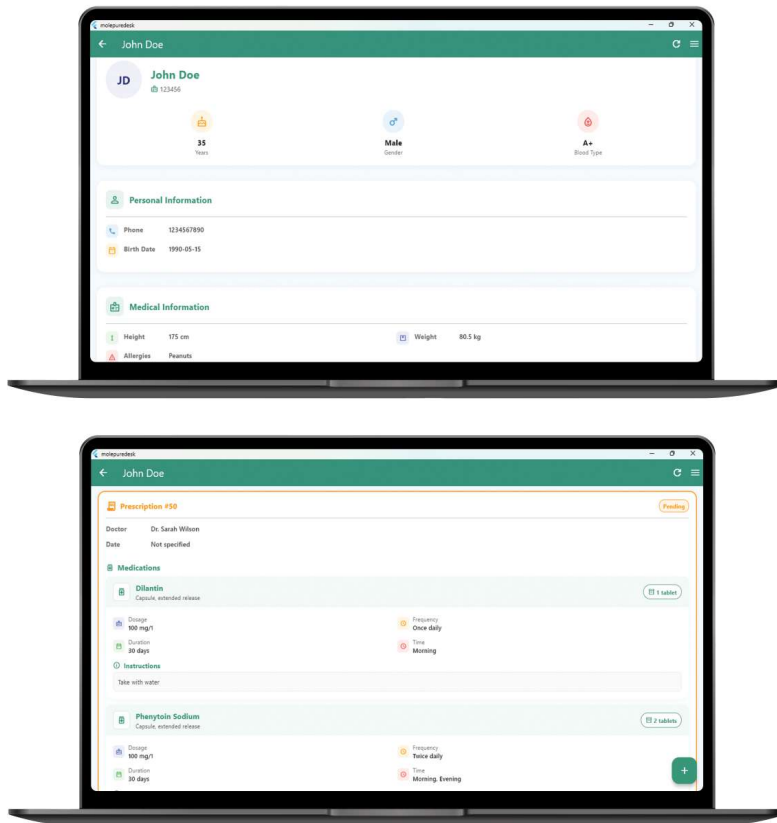 molepuredesk
John Doe
JD
John Doe
123456
35
Years
Male
Gender
A+
Blood Type
Personal Information
Phone 1234567890
Birth Date 1990-05-15
Medical Information
Height 175 cm
Weight 80.5 kg
Allergies Peanuts
molepuredesk
John Doe
Prescription #50
Pending
Doctor Dr. Sarah Wilson
Date Not specified
Medications
Dilantin
Capsule, extended release
1 tablet
Dosage
100 mg/1
Frequency
Once daily
Duration
30 days
Time
Morning
Instructions
Take with water
Phenytoin Sodium
Capsule, extended release
2 tablets
Dosage
100 mg/1
Frequency
Twice daily
Duration
30 days
Time
Morning, Evening